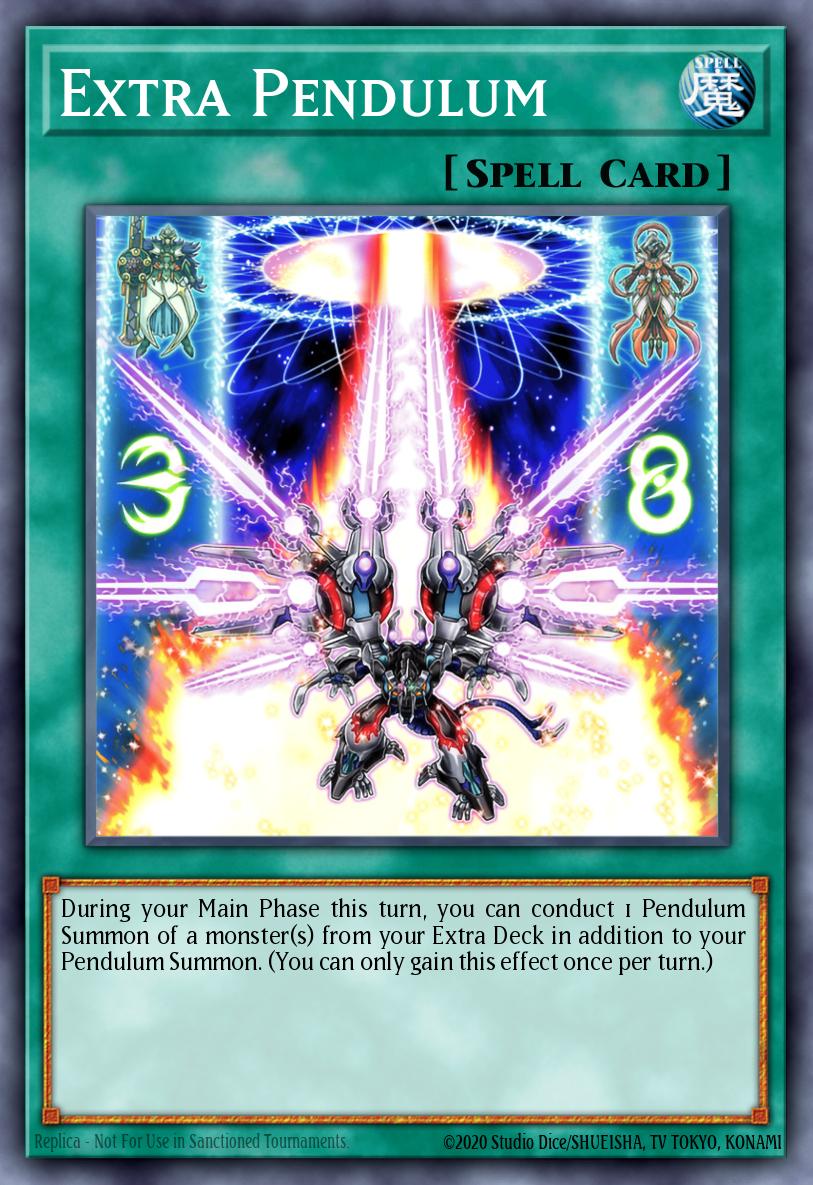 EXTRA PENDULUM
SPELL
魔
[ SPELL CARD ]
3 8
During your Main Phase this turn, you can conduct 1 Pendulum
Summon of a monster(s) from your Extra Deck in addition to your
Pendulum Summon. (You can only gain this effect once per turn.)
Replica - Not For Use in Sanctioned Tournaments.
©2020 Studio Dice/SHUEISHA, TV TOKYO, KONAMI